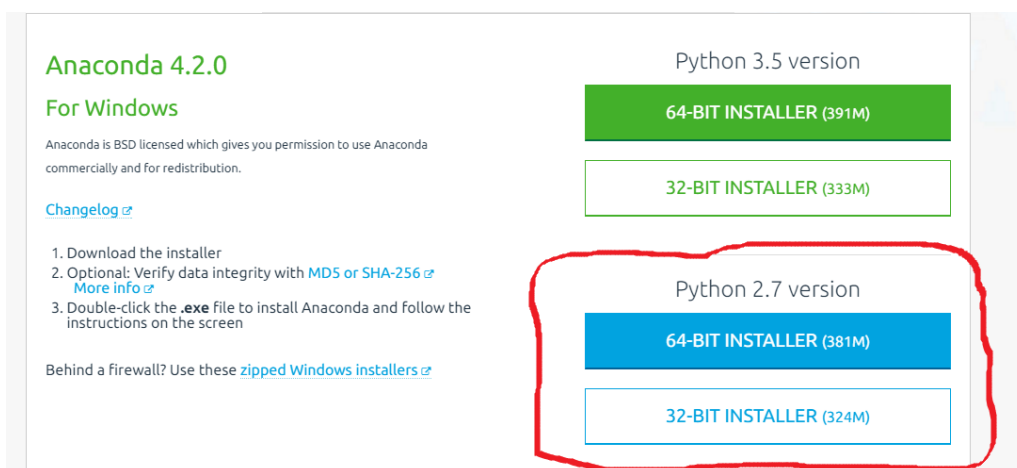 Anaconda 4.2.0
For Windows
Anaconda is BSD licensed which gives you permission to use Anaconda
commercially and for redistribution.
Changelog
1. Download the installer
2. Optional: Verify data integrity with MD5 or SHA-256
More info
3. Double-click the .exe file to install Anaconda and follow the
instructions on the screen
Behind a firewall? Use these zipped Windows installers
Python 3.5 version
64-BIT INSTALLER (391M)
32-BIT INSTALLER (333M)
Python 2.7 version
64-BIT INSTALLER (381M)
32-BIT INSTALLER (324M)